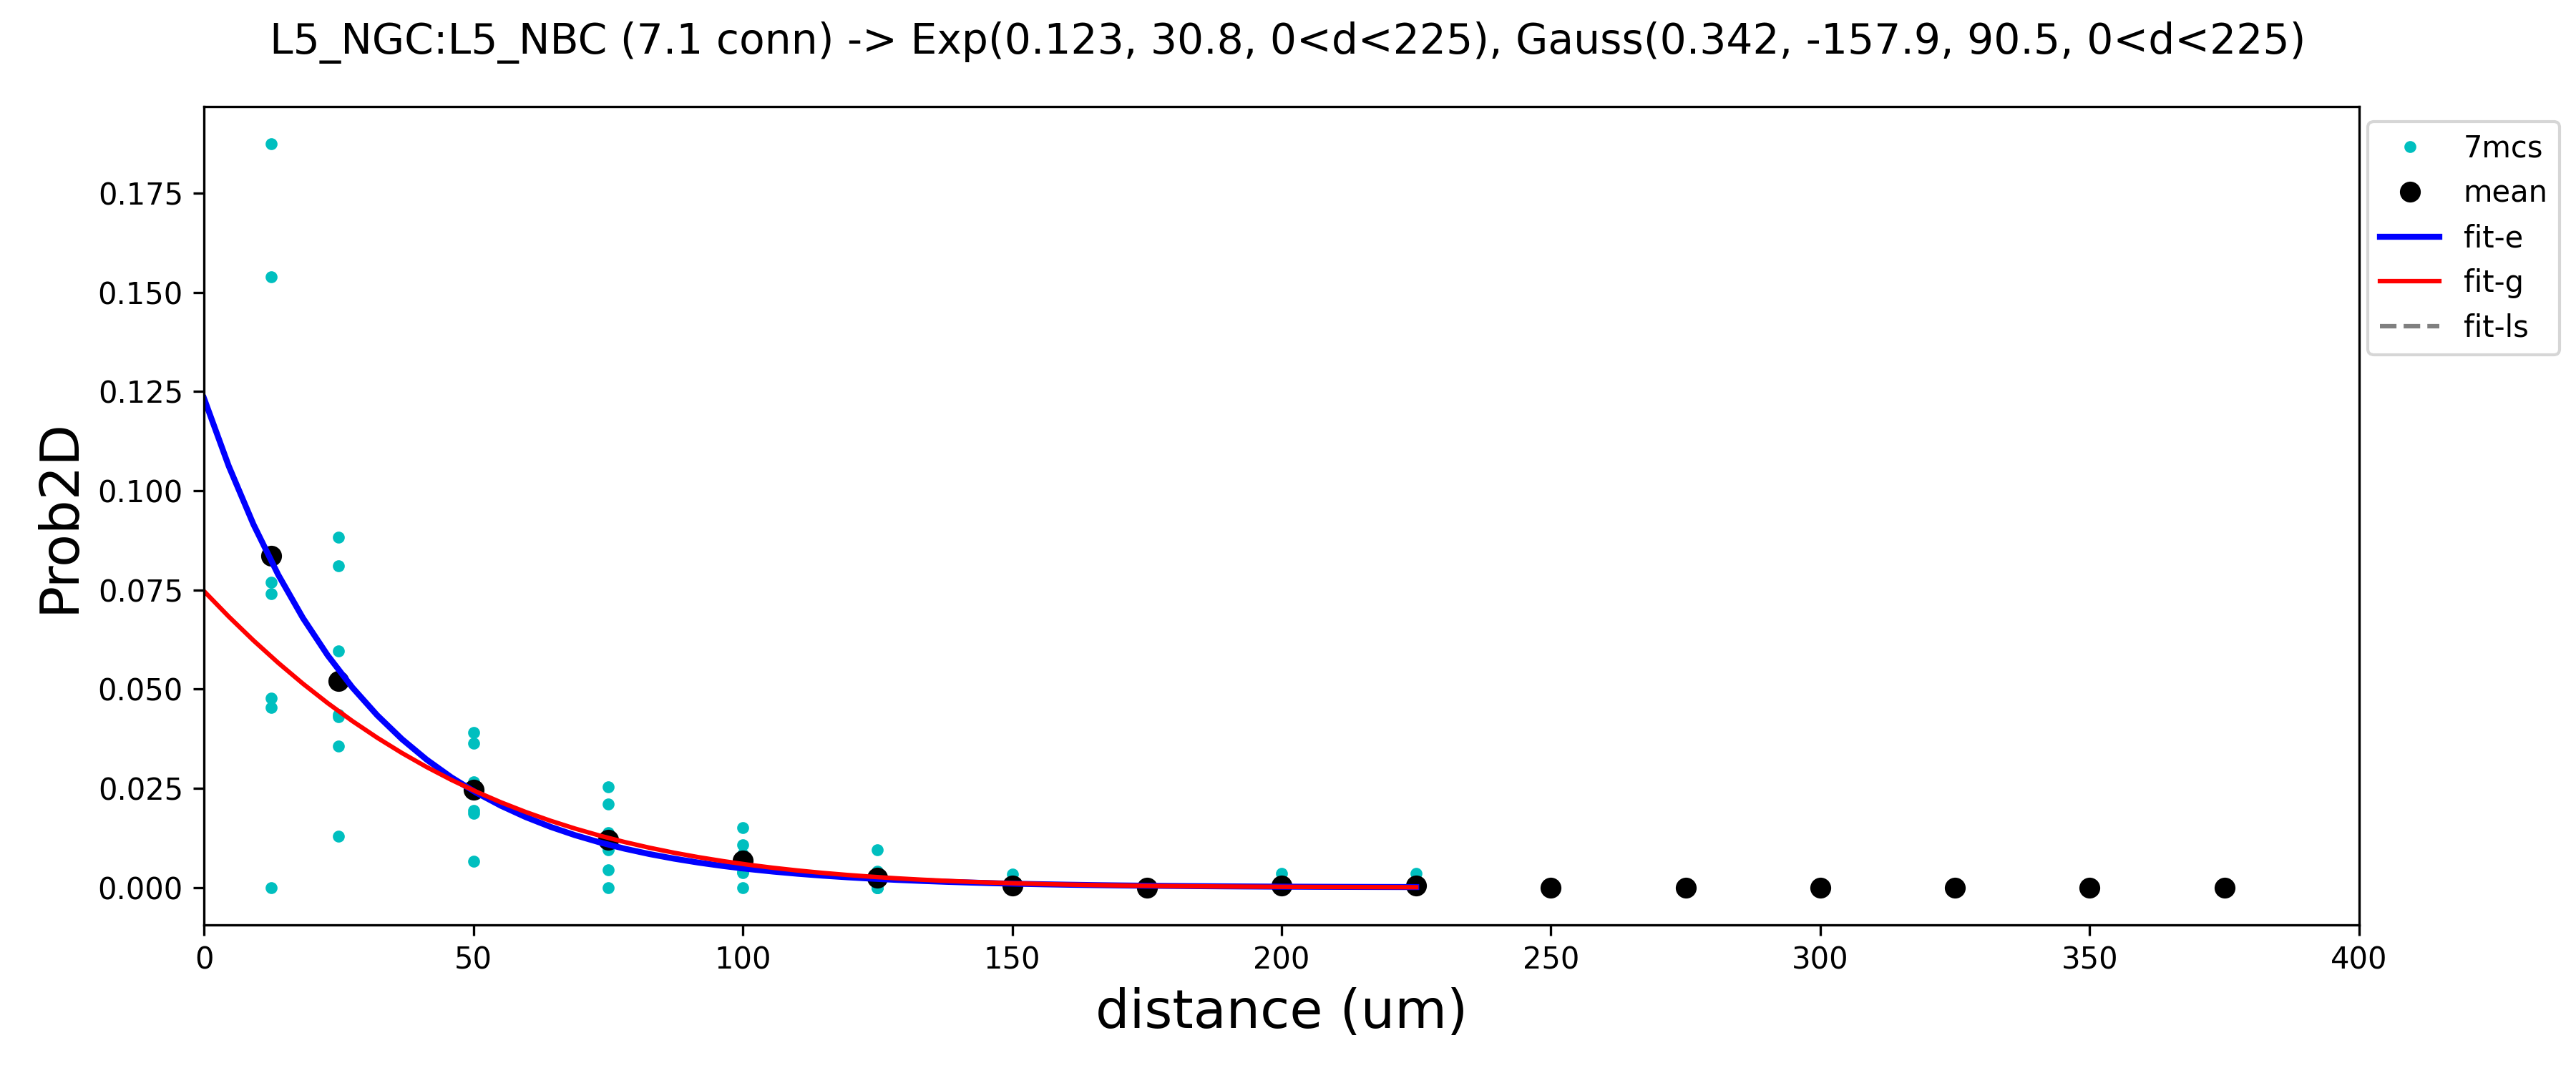 L5_NGC:L5_NBC (7.1 conn) -> Exp(0.123, 30.8, 0<d<225), Gauss(0.342, -157.9, 90.5, 0<d<225)
7mcs
mean
fit-e
fit-g
fit-ls
Prob2D
0.175
0.150
0.125
0.100
0.075
0.050
0.025
0.000
0 50 100 150 200 250 300 350 400
distance (um)